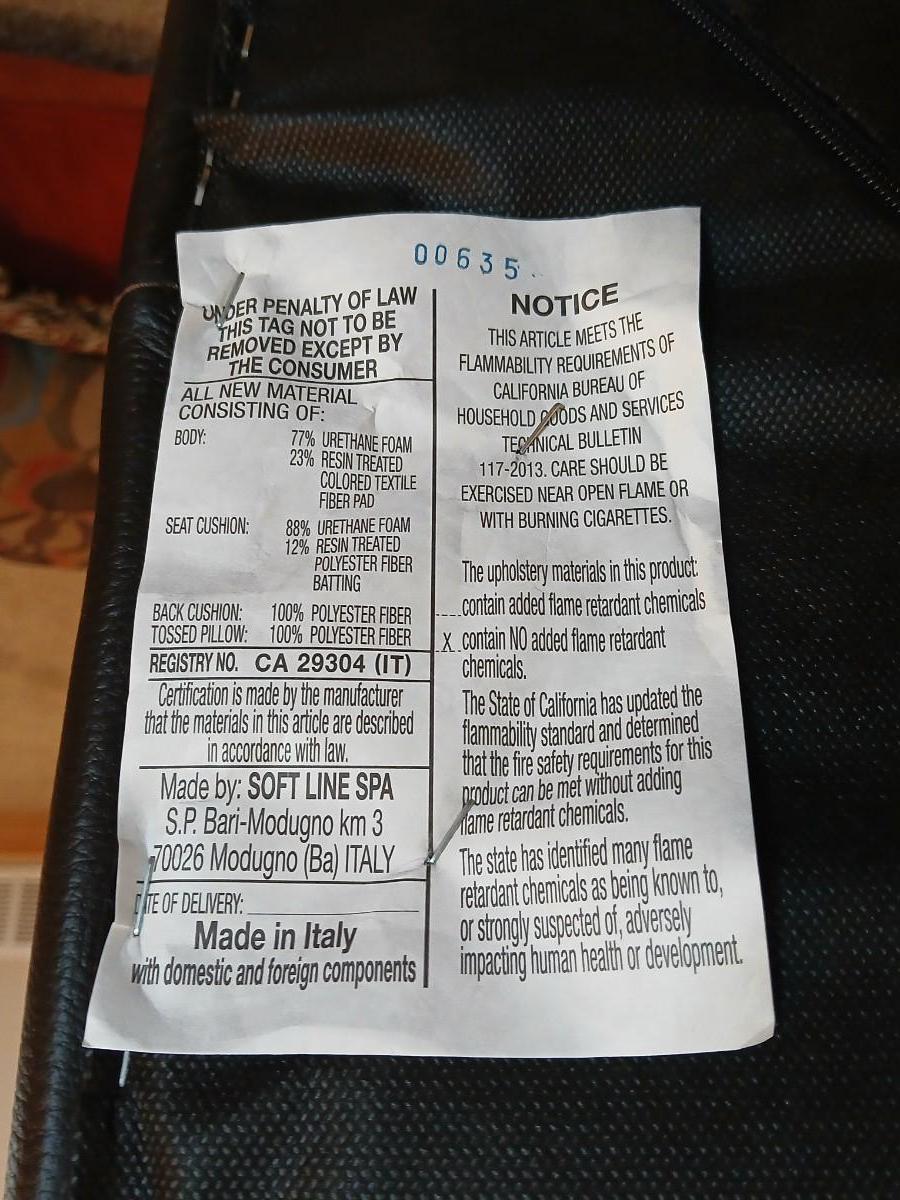 00635
UNDER PENALTY OF LAW
THIS TAG NOT TO BE
REMOVED EXCEPT BY
THE CONSUMER
ALL NEW MATERIAL
CONSISTING OF:
BODY: 77% URETHANE FOAM
23% RESIN TREATED
COLORED TEXTILE
FIBER PAD
SEAT CUSHION: 88% URETHANE FOAM
12% RESIN TREATED
POLYESTER FIBER
BATTING
BACK CUSHION: 100% POLYESTER FIBER
TOSSED PILLOW: 100% POLYESTER FIBER
REGISTRY NO. CA 29304 (IT)
Certification is made by the manufacturer
that the materials in this article are described
in accordance with law.
Made by: SOFT LINE SPA
S.P. Bari-Modugno km 3
70026 Modugno (Ba) ITALY
DATE OF DELIVERY:
Made in Italy
with domestic and foreign components
NOTICE
THIS ARTICLE MEETS THE
FLAMMABILITY REQUIREMENTS OF
CALIFORNIA BUREAU OF
HOUSEHOLD GOODS AND SERVICES
TECHNICAL BULLETIN
117-2013. CARE SHOULD BE
EXERCISED NEAR OPEN FLAME OR
WITH BURNING CIGARETTES.
The upholstery materials in this product:
contain added flame retardant chemicals
X contain NO added flame retardant
chemicals.
The State of California has updated the
flammability standard and determined
that the fire safety requirements for this
product can be met without adding
flame retardant chemicals.
The state has identified many flame
retardant chemicals as being known to,
or strongly suspected of, adversely
impacting human health or development.